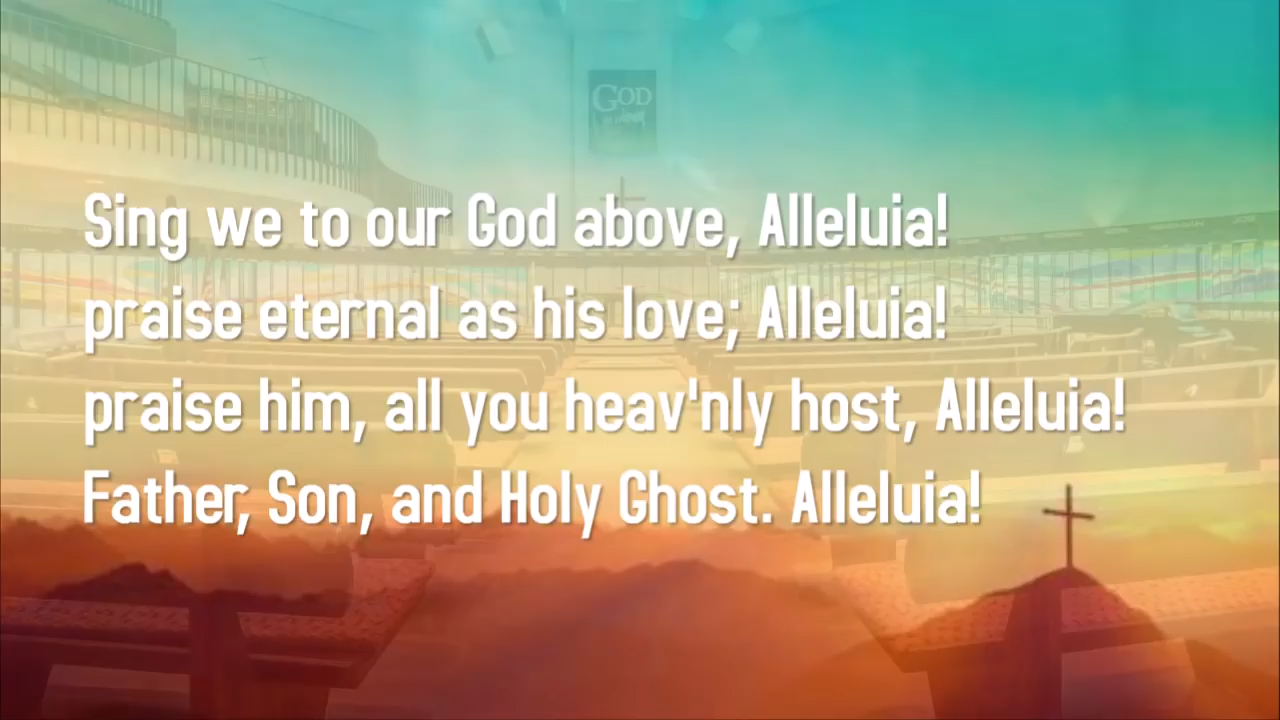 GOD
Sing we to our God above, Alleluia!
praise eternal as his love; Alleluia!
praise him, all you heav'nly host, Alleluia!
Father, Son, and Holy Ghost. Alleluia!